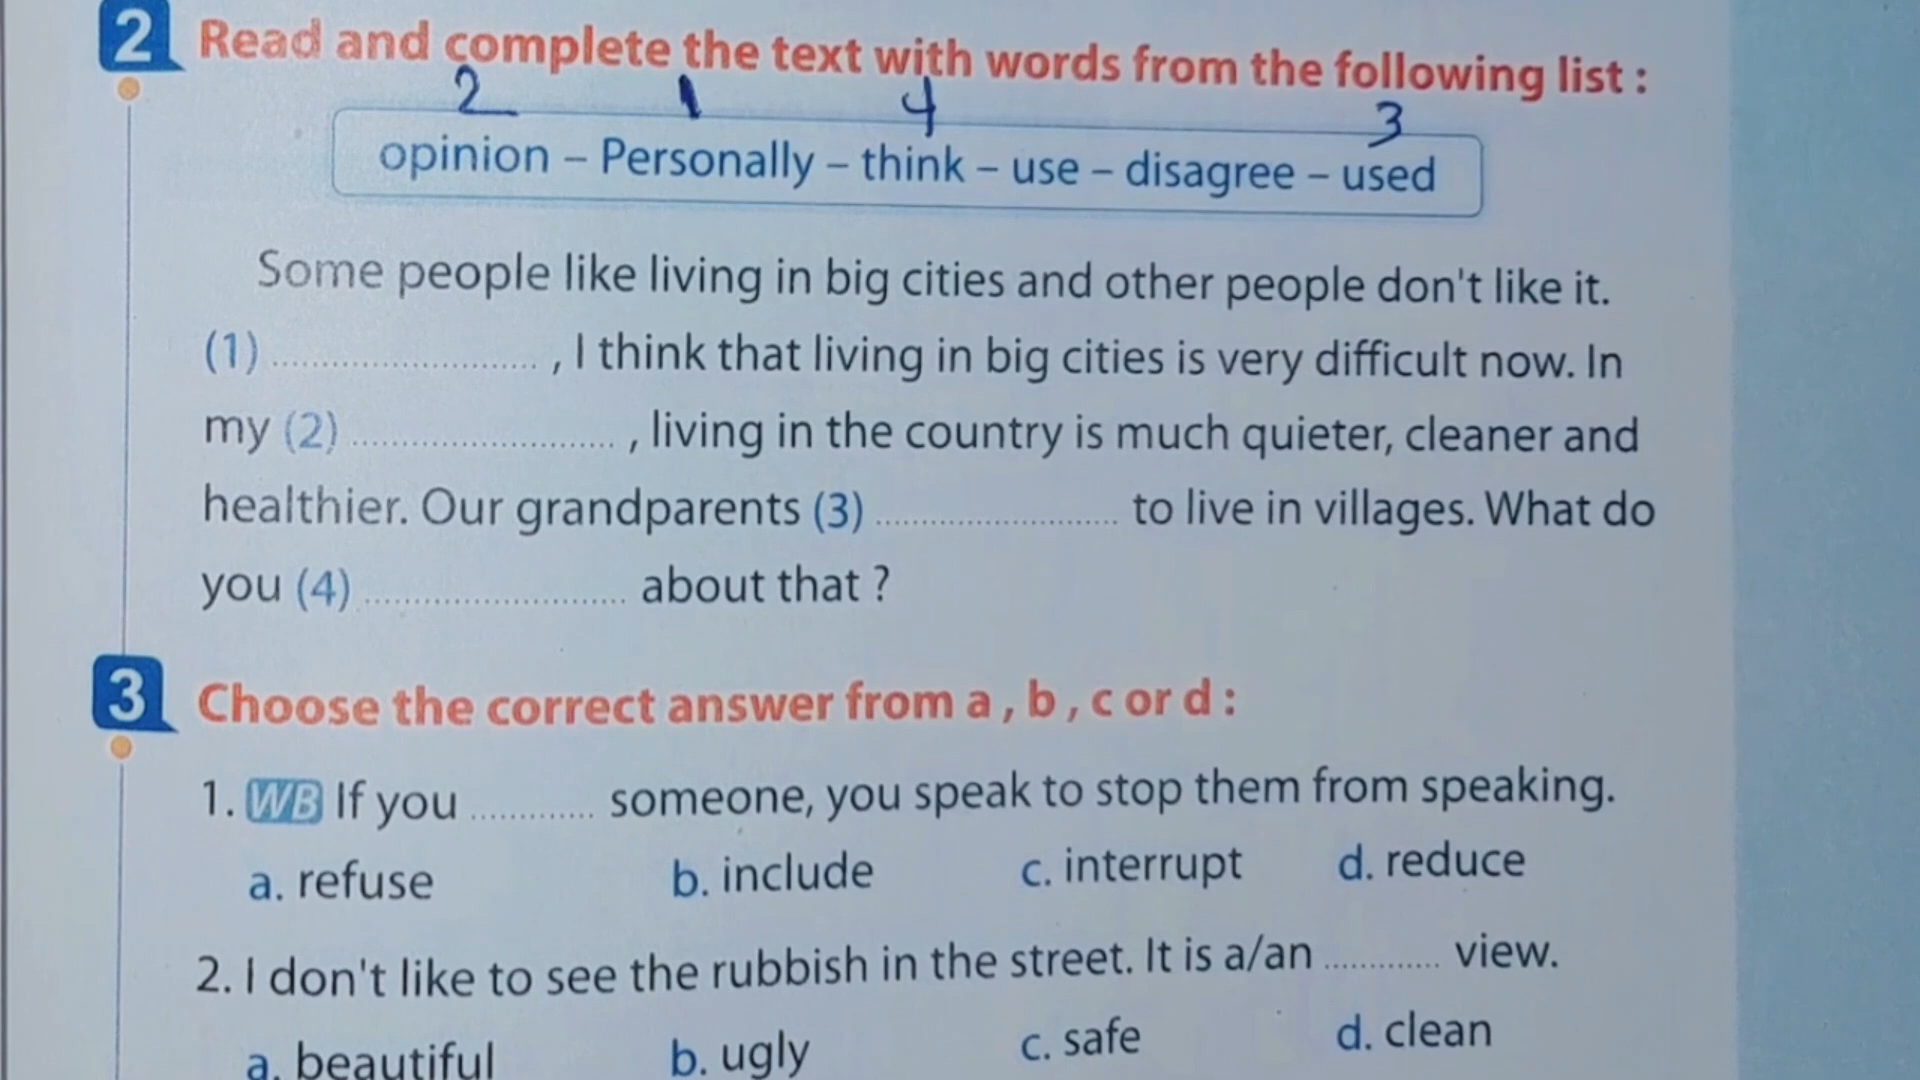 2 Read and complete the text with words from the following list :
2 1 4 3
opinion – Personally – think – use – disagree – used
Some people like living in big cities and other people don't like it.
(1) ........................ , I think that living in big cities is very difficult now. In
my (2) ........................ , living in the country is much quieter, cleaner and
healthier. Our grandparents (3) ........................ to live in villages. What do
you (4) ........................ about that ?
3 Choose the correct answer from a , b , c or d :
1. WB If you ............ someone, you speak to stop them from speaking.
a. refuse b. include c. interrupt d. reduce
2. I don't like to see the rubbish in the street. It is a/an ............ view.
a. beautiful b. ugly c. safe d. clean